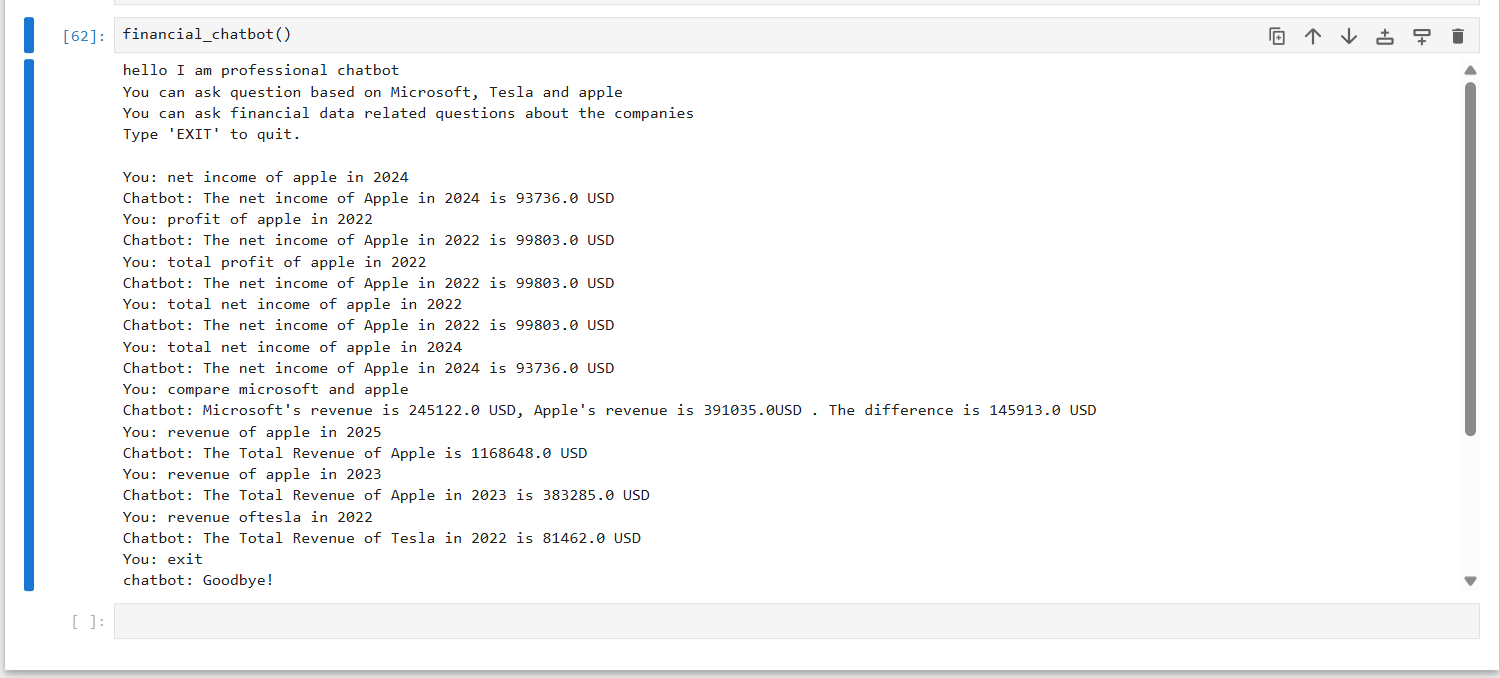 [62]: financial_chatbot()
hello I am professional chatbot
You can ask question based on Microsoft, Tesla and apple
You can ask financial data related questions about the companies
Type 'EXIT' to quit.
You: net income of apple in 2024
Chatbot: The net income of Apple in 2024 is 93736.0 USD
You: profit of apple in 2022
Chatbot: The net income of Apple in 2022 is 99803.0 USD
You: total profit of apple in 2022
Chatbot: The net income of Apple in 2022 is 99803.0 USD
You: total net income of apple in 2022
Chatbot: The net income of Apple in 2022 is 99803.0 USD
You: total net income of apple in 2024
Chatbot: The net income of Apple in 2024 is 93736.0 USD
You: compare microsoft and apple
Chatbot: Microsoft's revenue is 245122.0 USD, Apple's revenue is 391035.0USD . The difference is 145913.0 USD
You: revenue of apple in 2025
Chatbot: The Total Revenue of Apple is 1168648.0 USD
You: revenue of apple in 2023
Chatbot: The Total Revenue of Apple in 2023 is 383285.0 USD
You: revenue oftesla in 2022
Chatbot: The Total Revenue of Tesla in 2022 is 81462.0 USD
You: exit
chatbot: Goodbye!
[ ]: